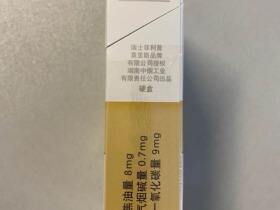 瑞士菲利普
莫里斯品牌
有限公司授权
湖南中烟工业
有限责任公司出品
硬盒
焦油量 8mg
气烟碱量 0.7mg
一氧化碳量 9mg